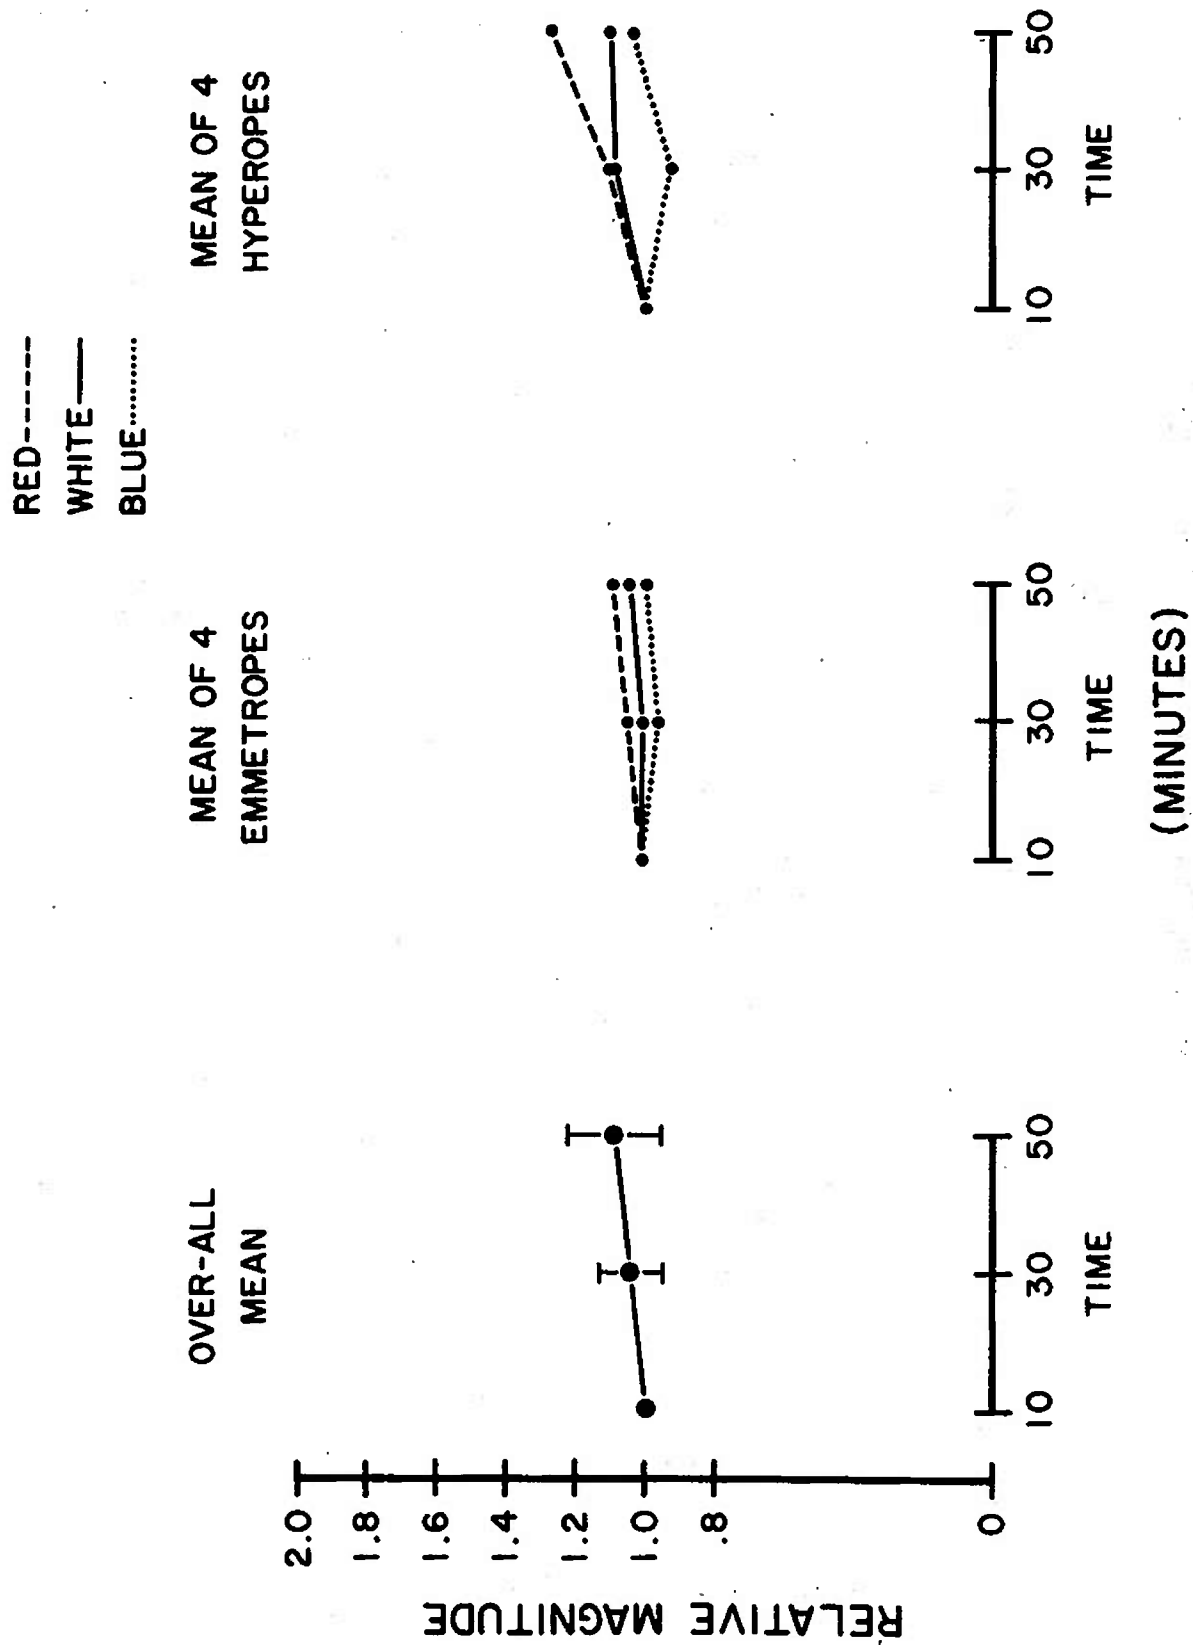 RED------
WHITE——
BLUE..........
OVER-ALL
MEAN
MEAN OF 4
EMMETROPES
MEAN OF 4
HYPEROPES
RELATIVE MAGNITUDE
2.0
1.8
1.6
1.4
1.2
1.0
.8
0
10 30 50
TIME
10 30 50
TIME
10 30 50
TIME
(MINUTES)